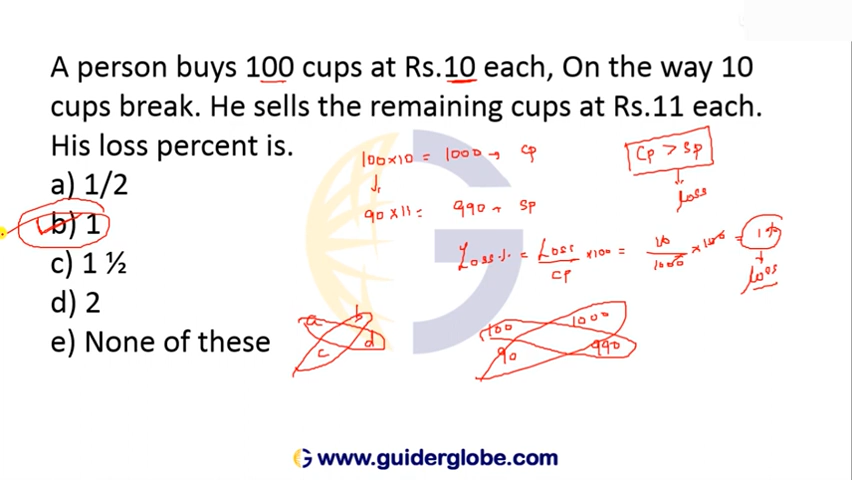 A person buys 100 cups at Rs.10 each, On the way 10
cups break. He sells the remaining cups at Rs.11 each.
His loss percent is.
100×10 = 1000 → CP
CP > SP
a) 1/2
Loss
90 × 11 = 990 → SP
b) 1
Loss % = Loss / CP ×100 = 10 / 1000 × 100 = 1%
Loss
c) 1 ½
d) 2
a b
100 1000
e) None of these
c d
90 990
www.guiderglobe.com